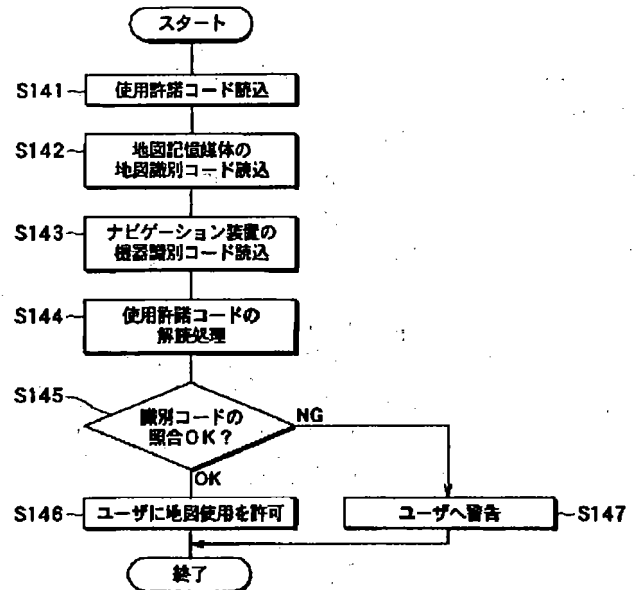 スタート
S141
使用許諾コード読込
S142
地図記憶媒体の
地図識別コード読込
S143
ナビゲーション装置の
機器識別コード読込
S144
使用許諾コードの
解読処理
S145
識別コードの
照合OK?
NG
OK
S146
ユーザに地図使用を許可
ユーザへ警告
S147
終了